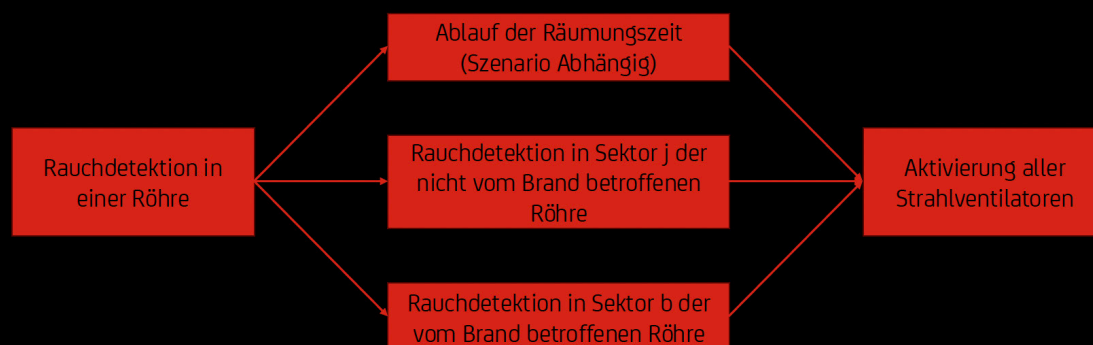 Rauchdetektion in
einer Röhre
Ablauf der Räumungszeit
(Szenario Abhängig)
Rauchdetektion in Sektor j der
nicht vom Brand betroffenen
Röhre
Rauchdetektion in Sektor b der
vom Brand betroffenen Röhre
Aktivierung aller
Strahlventilatoren